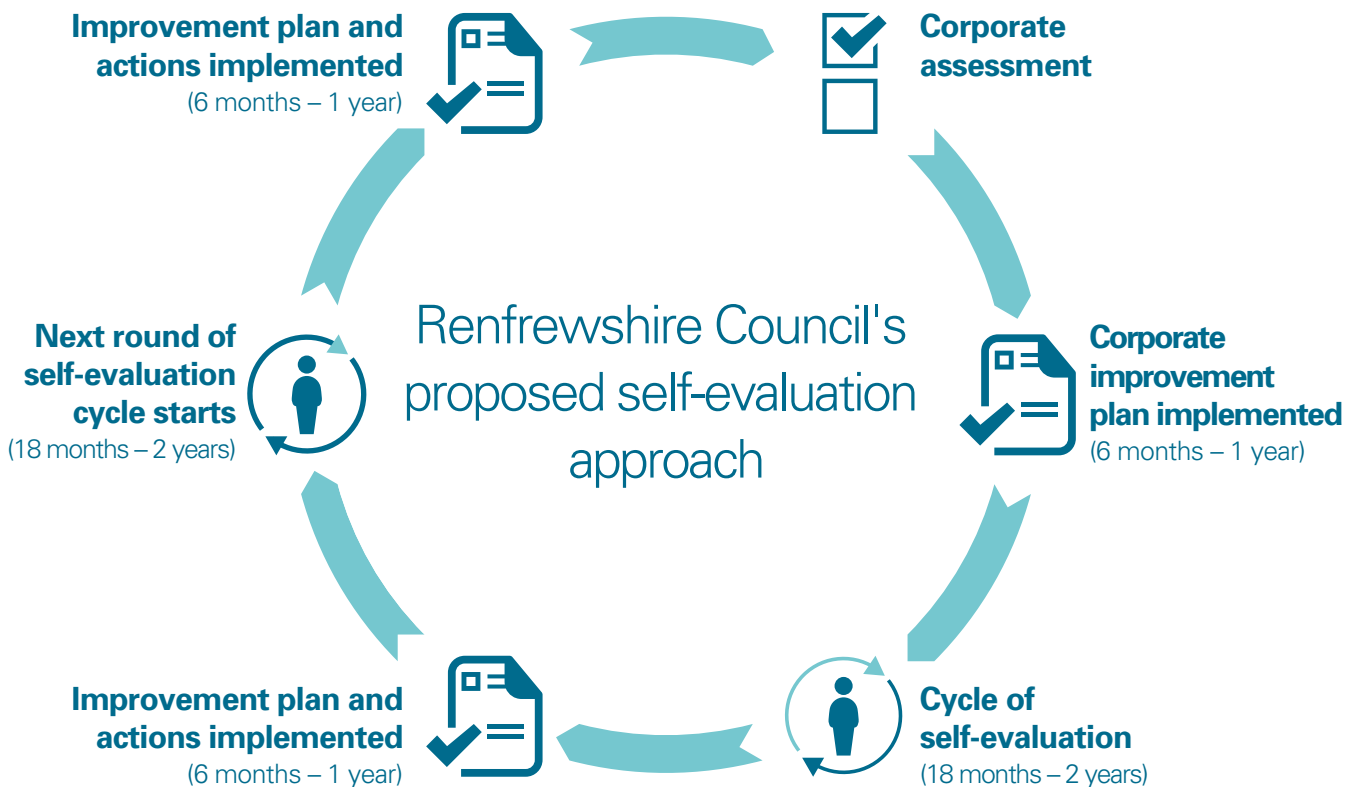 Improvement plan and
actions implemented
(6 months – 1 year)
Corporate
assessment
Corporate
improvement
plan implemented
(6 months – 1 year)
Cycle of
self-evaluation
(18 months – 2 years)
Improvement plan and
actions implemented
(6 months – 1 year)
Next round of
self-evaluation
cycle starts
(18 months – 2 years)
Renfrewshire Council's
proposed self-evaluation
approach